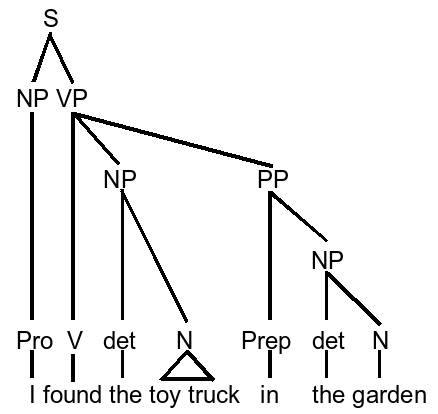 S
NP VP
NP PP
NP
Pro V det N Prep det N
I found the toy truck in the garden